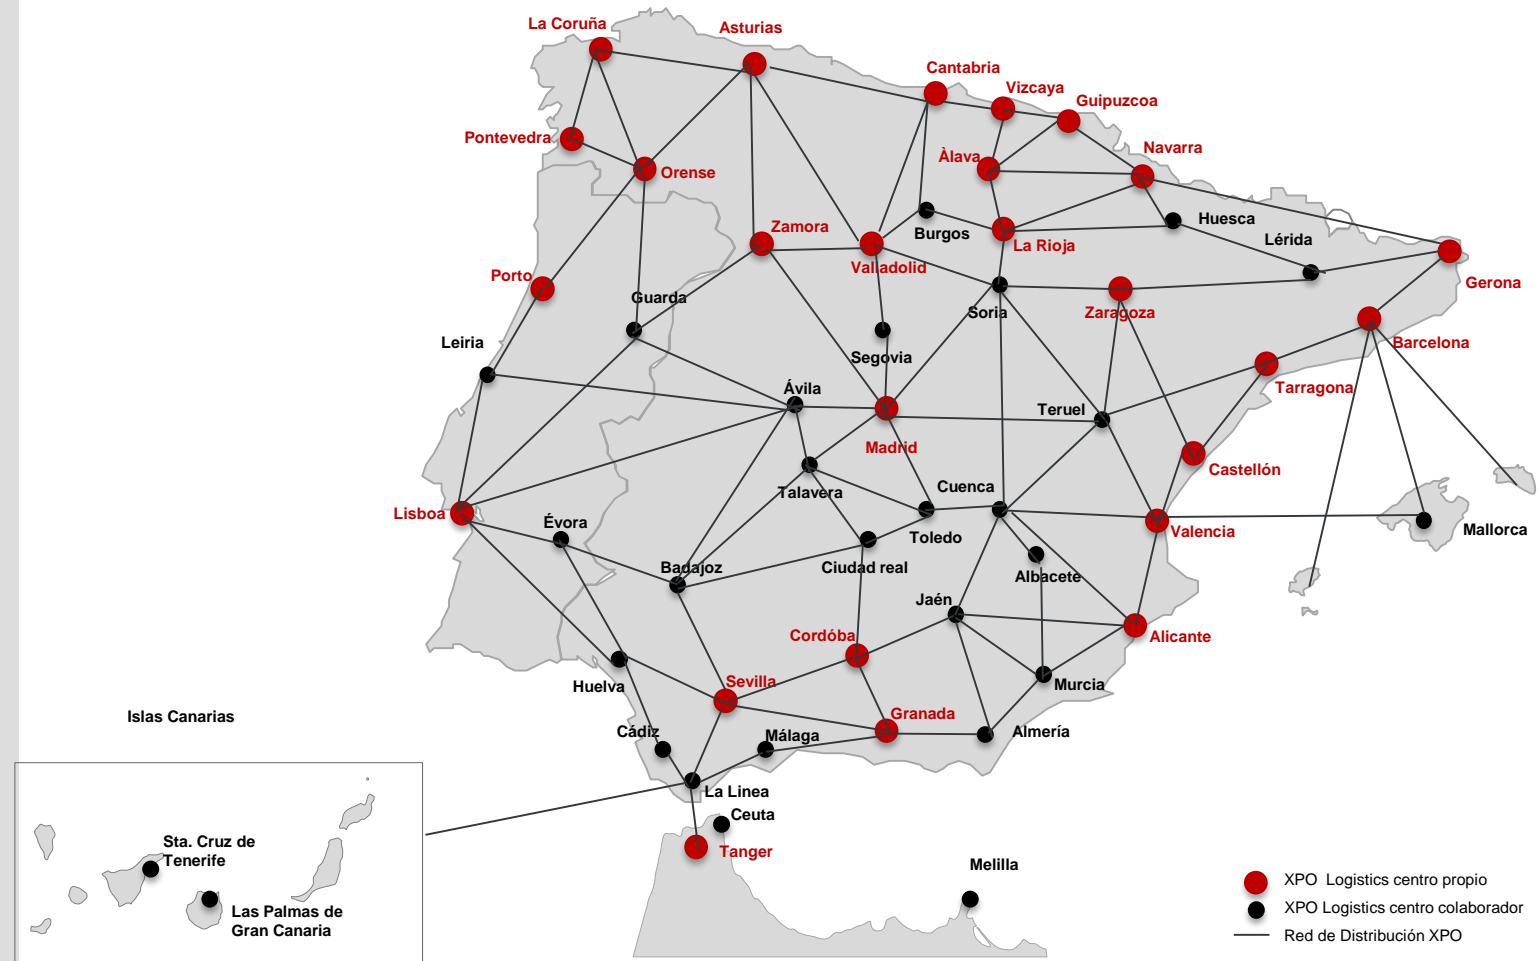 La Coruña
Asturias
Cantabria
Vizcaya
Guipuzcoa
Pontevedra
Orense
Àlava
Navarra
Zamora
Burgos
La Rioja
Huesca
Lérida
Valladolid
Porto
Guarda
Soria
Zaragoza
Gerona
Leiria
Segovia
Barcelona
Ávila
Tarragona
Teruel
Madrid
Castellón
Talavera
Cuenca
Lisboa
Évora
Toledo
Valencia
Mallorca
Badajoz
Ciudad real
Albacete
Jaén
Cordóba
Alicante
Huelva
Sevilla
Murcia
Islas Canarias
Granada
Cádiz
Málaga
Almería
La Linea
Ceuta
Tanger
Sta. Cruz de
Tenerife
Las Palmas de
Gran Canaria
Melilla
XPO Logistics centro propio
XPO Logistics centro colaborador
Red de Distribución XPO